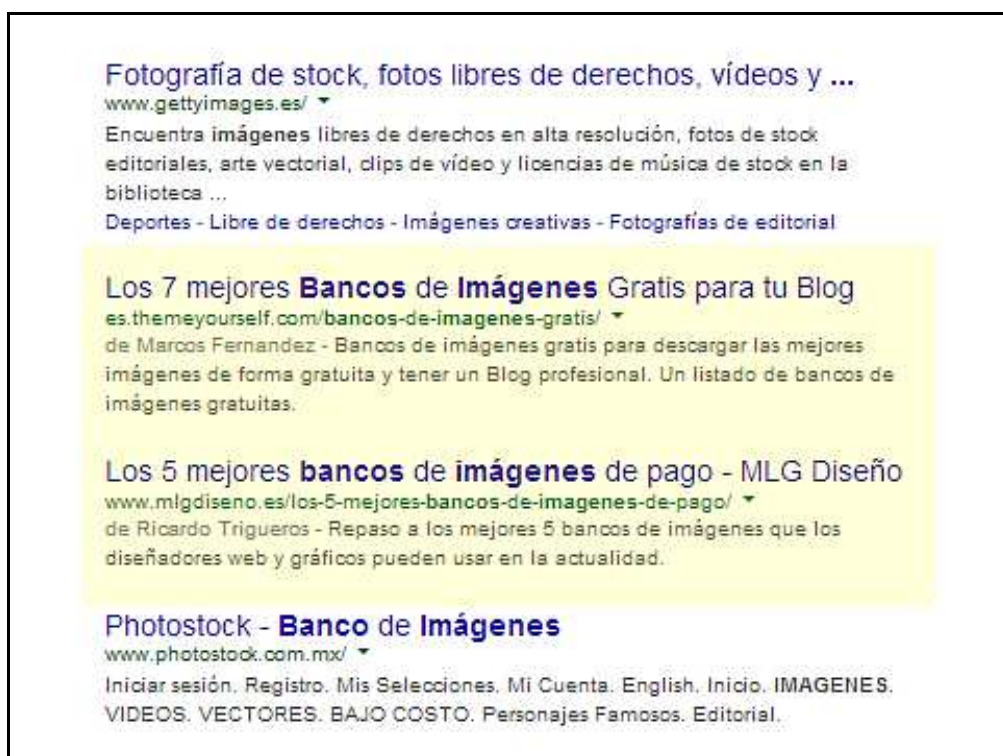 Fotografía de stock, fotos libres de derechos, vídeos y ...
www.gettyimages.es/
Encuentra imágenes libres de derechos en alta resolución, fotos de stock
editoriales, arte vectorial, clips de vídeo y licencias de música de stock en la
biblioteca ...
Deportes - Libre de derechos - Imágenes creativas - Fotografías de editorial
Los 7 mejores Bancos de Imágenes Gratis para tu Blog
es.themeyourself.com/bancos-de-imagenes-gratis/
de Marcos Fernandez - Bancos de imágenes gratis para descargar las mejores
imágenes de forma gratuita y tener un Blog profesional. Un listado de bancos de
imágenes gratuitas.
Los 5 mejores bancos de imágenes de pago - MLG Diseño
www.mlgdiseno.es/los-5-mejores-bancos-de-imagenes-de-pago/
de Ricardo Trigueros - Repaso a los mejores 5 bancos de imágenes que los
diseñadores web y gráficos pueden usar en la actualidad.
Photostock - Banco de Imágenes
www.photostock.com.mx/
Iniciar sesión. Registro. Mis Selecciones. Mi Cuenta. English. Inicio. IMAGENES.
VIDEOS. VECTORES. BAJO COSTO. Personajes Famosos. Editorial.